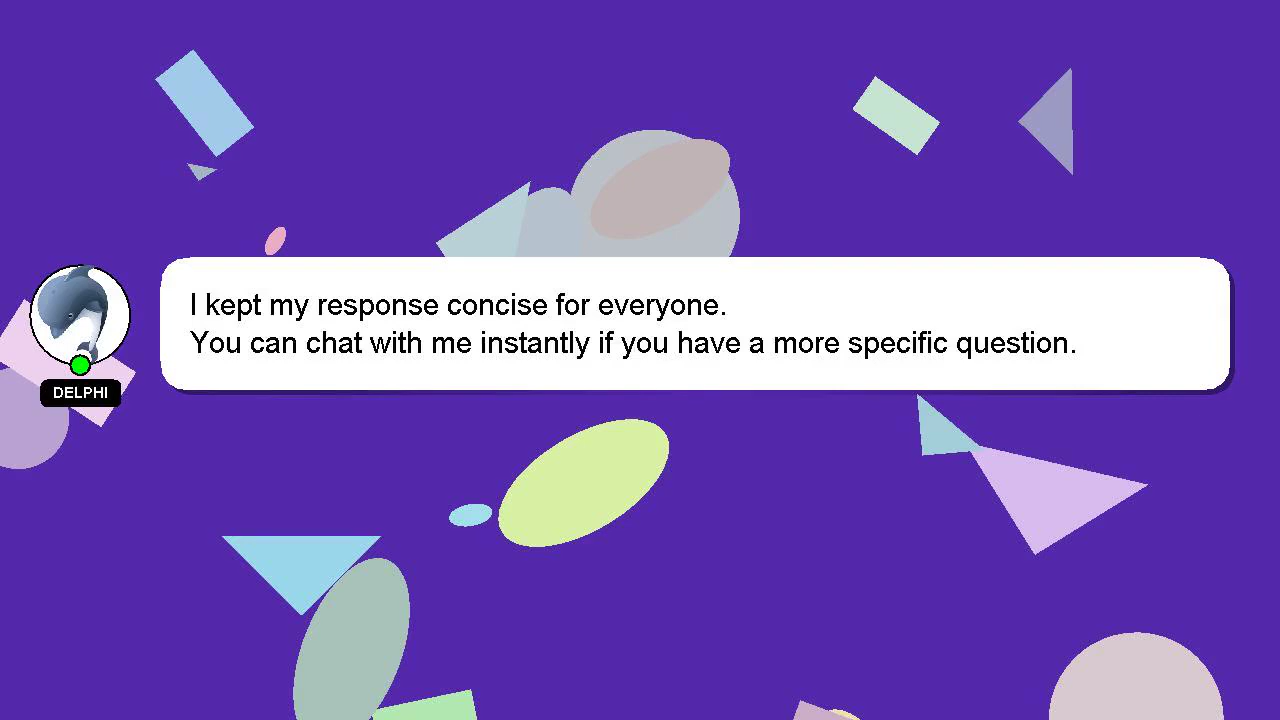 I kept my response concise for everyone.
You can chat with me instantly if you have a more specific question.
DELPHI